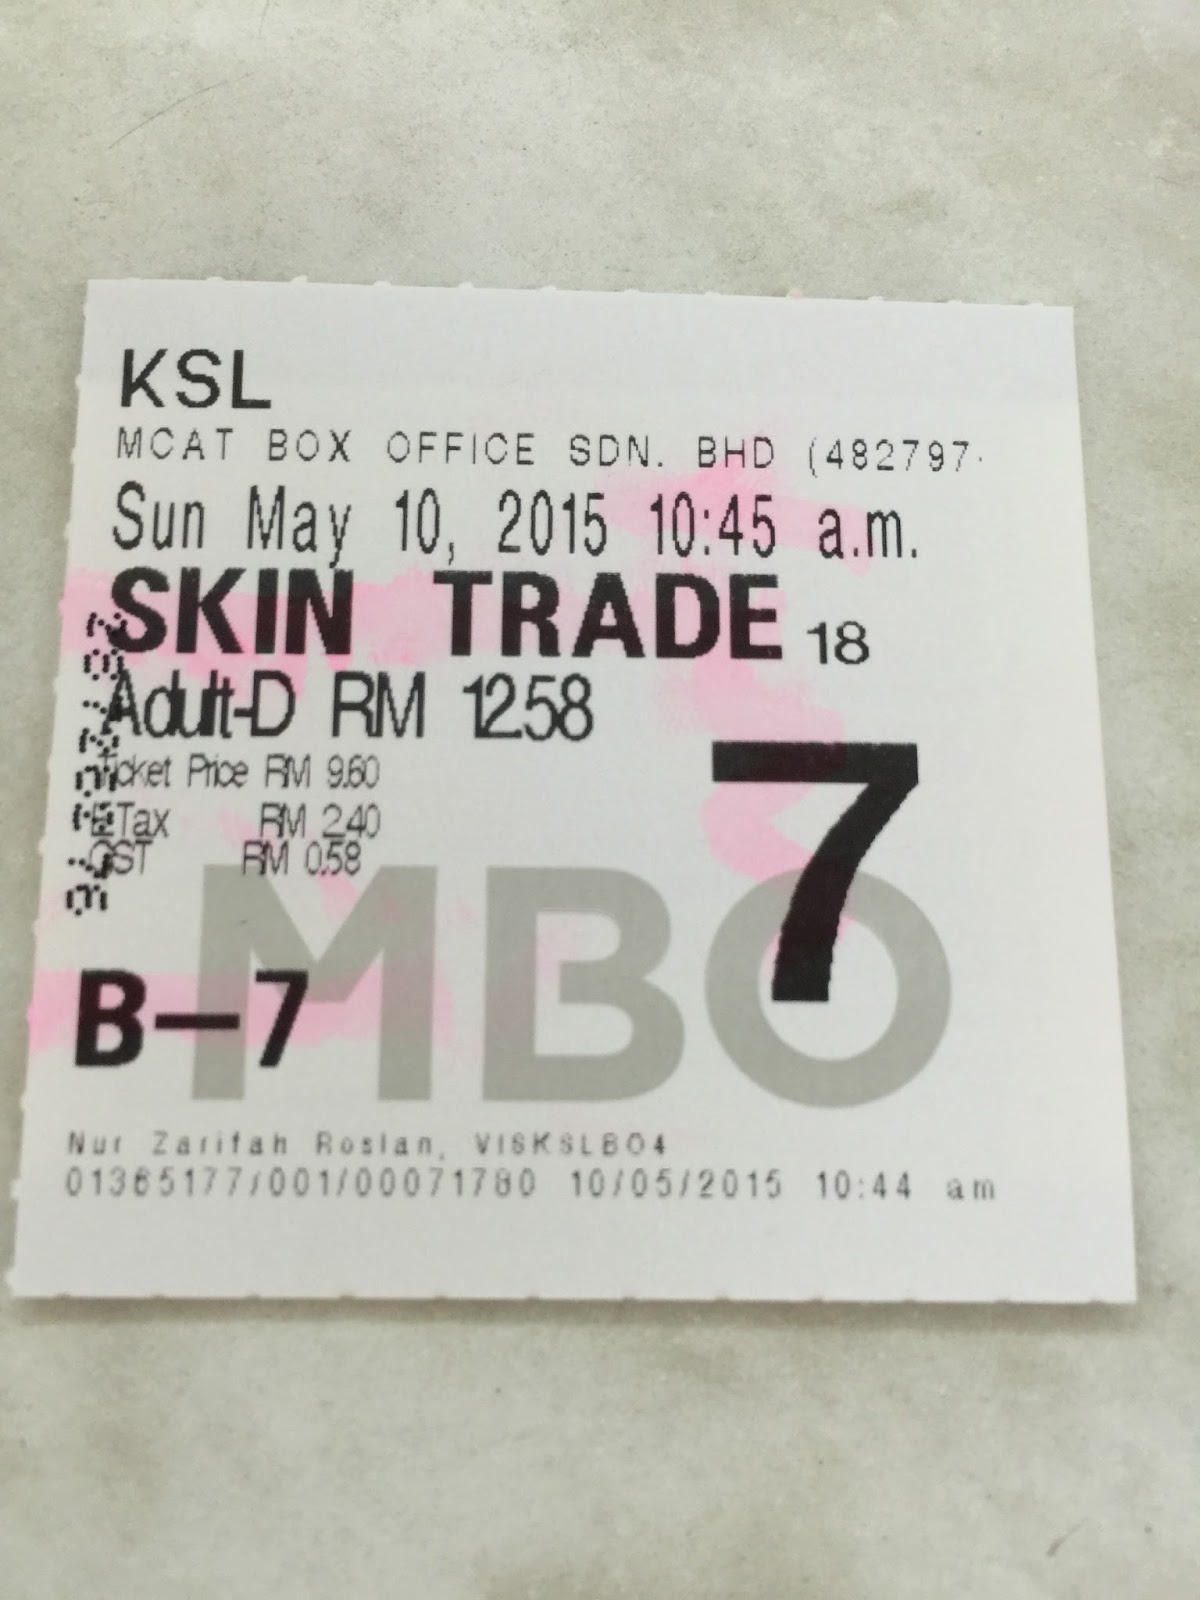 KSL
MCAT BOX OFFICE SDN. BHD (482797-
Sun May 10, 2015 10:45 a.m.
SKIN TRADE 18
Adult-D RM 12.58
Ticket Price RM 9.60
ETax RM 2.40
GST RM 0.58
7
MBO
B-7
Nur Zarifah Roslan, VISKSLBO4
01365177/001/00071780 10/05/2015 10:44 am